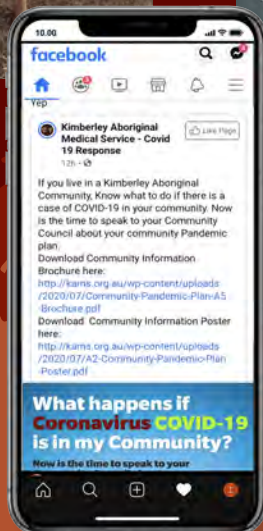 10.00
facebook
Yep
Kimberley Aboriginal
Medical Service - Covid
19 Response
Like Page
12h
If you live in a Kimberley Aboriginal
Community, Know what to do if there is a
case of COVID-19 in your community. Now
is the time to speak to your Community
Council about your community Pandemic
plan.
Download Community Information
Brochure here:
http://kams.org.au/wp-content/uploads
/2020/07/Community-Pandemic-Plan-A5
-Brochure.pdf
Download Community Information Poster
here:
http://kams.org.au/wp-content/uploads
/2020/07/A2-Community-Pandemic-Plan
-Poster.pdf
What happens if
Coronavirus COVID-19
is in my Community?
Now is the time to speak to your